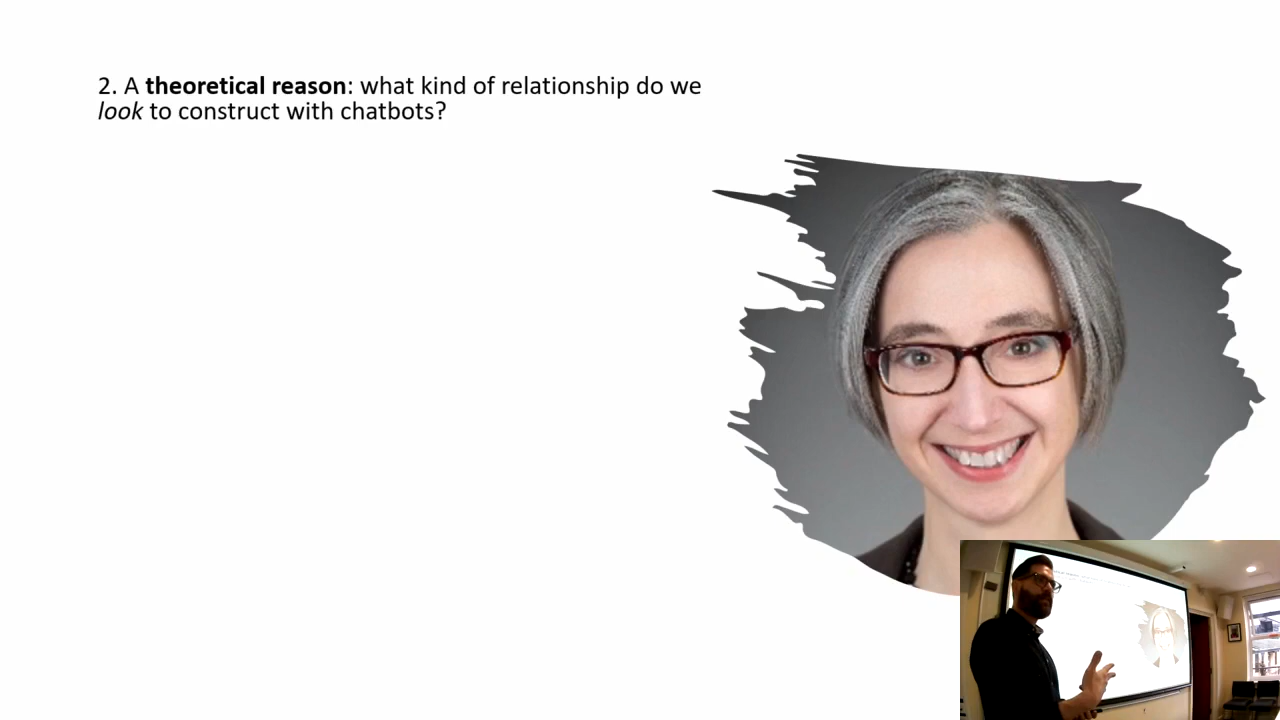 2. A theoretical reason: what kind of relationship do we
look to construct with chatbots?